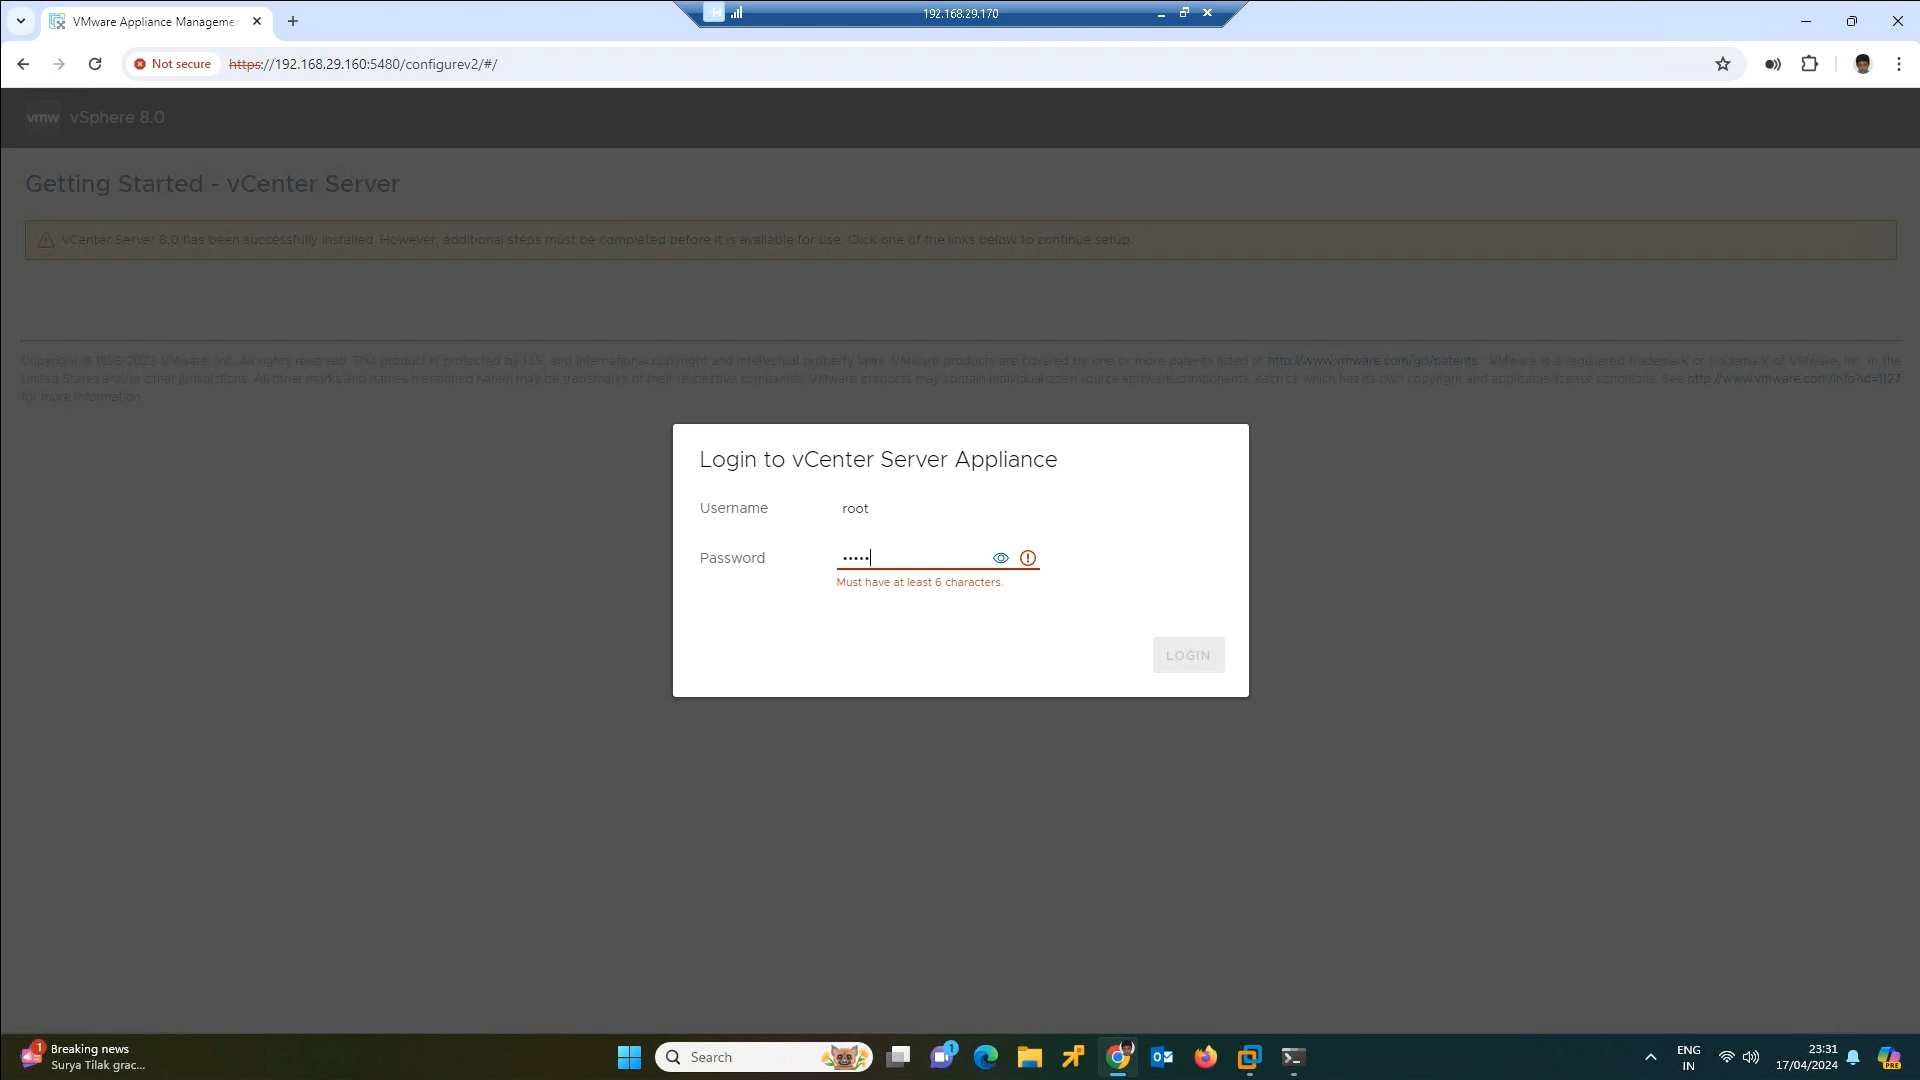 VMware Appliance Managemer
192.168.29.170
Not secure
https://192.168.29.160:5480/configurev2/#/
vmw vSphere 8.0
Getting Started - vCenter Server
vCenter Server 8.0 has been successfully installed. However, additional steps must be completed before it is available for use. Click one of the links below to continue setup.
Copyright © 1998-2023 VMware, Inc. All rights reserved. This product is protected by U.S. and international copyright and intellectual property laws. VMware products are covered by one or more patents listed at http://www.vmware.com/go/patents. VMware is a registered trademark or trademark of VMware, Inc. in the
United States and/or other jurisdictions. All other marks and names mentioned herein may be trademarks of their respective companies. VMware products may contain individual open source software components, each of which has its own copyright and applicable license conditions. See http://www.vmware.com/info?id=1127
for more information.
Login to vCenter Server Appliance
Username root
Password •••••
Must have at least 6 characters.
LOGIN
1
Breaking news
Surya Tilak grac...
Search
1
ENG
IN
23:31
17/04/2024
PRE